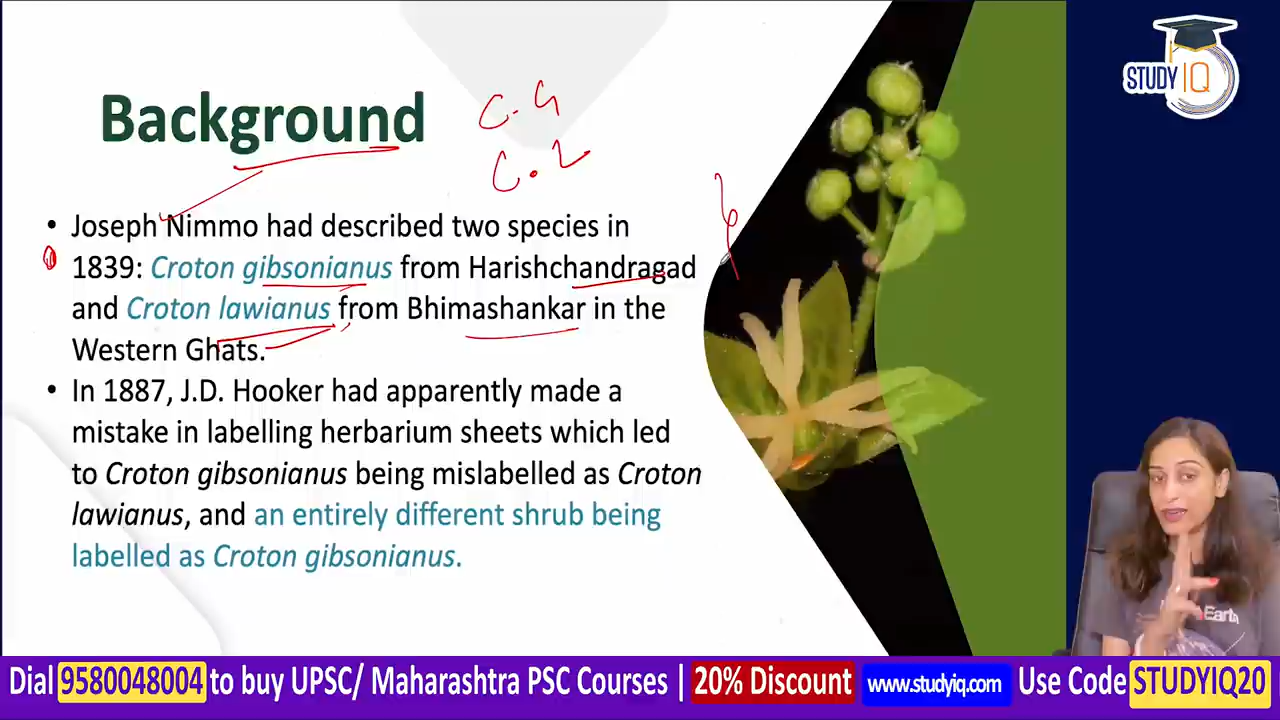 STUDY IQ
Background
C.G
C.L
• Joseph Nimmo had described two species in
1839: Croton gibsonianus from Harishchandragad
and Croton lawianus from Bhimashankar in the
Western Ghats.
• In 1887, J.D. Hooker had apparently made a
mistake in labelling herbarium sheets which led
to Croton gibsonianus being mislabelled as Croton
lawianus, and an entirely different shrub being
labelled as Croton gibsonianus.
Earth
Dial 9580048004 to buy UPSC/ Maharashtra PSC Courses | 20% Discount www.studyiq.com Use Code STUDYIQ20